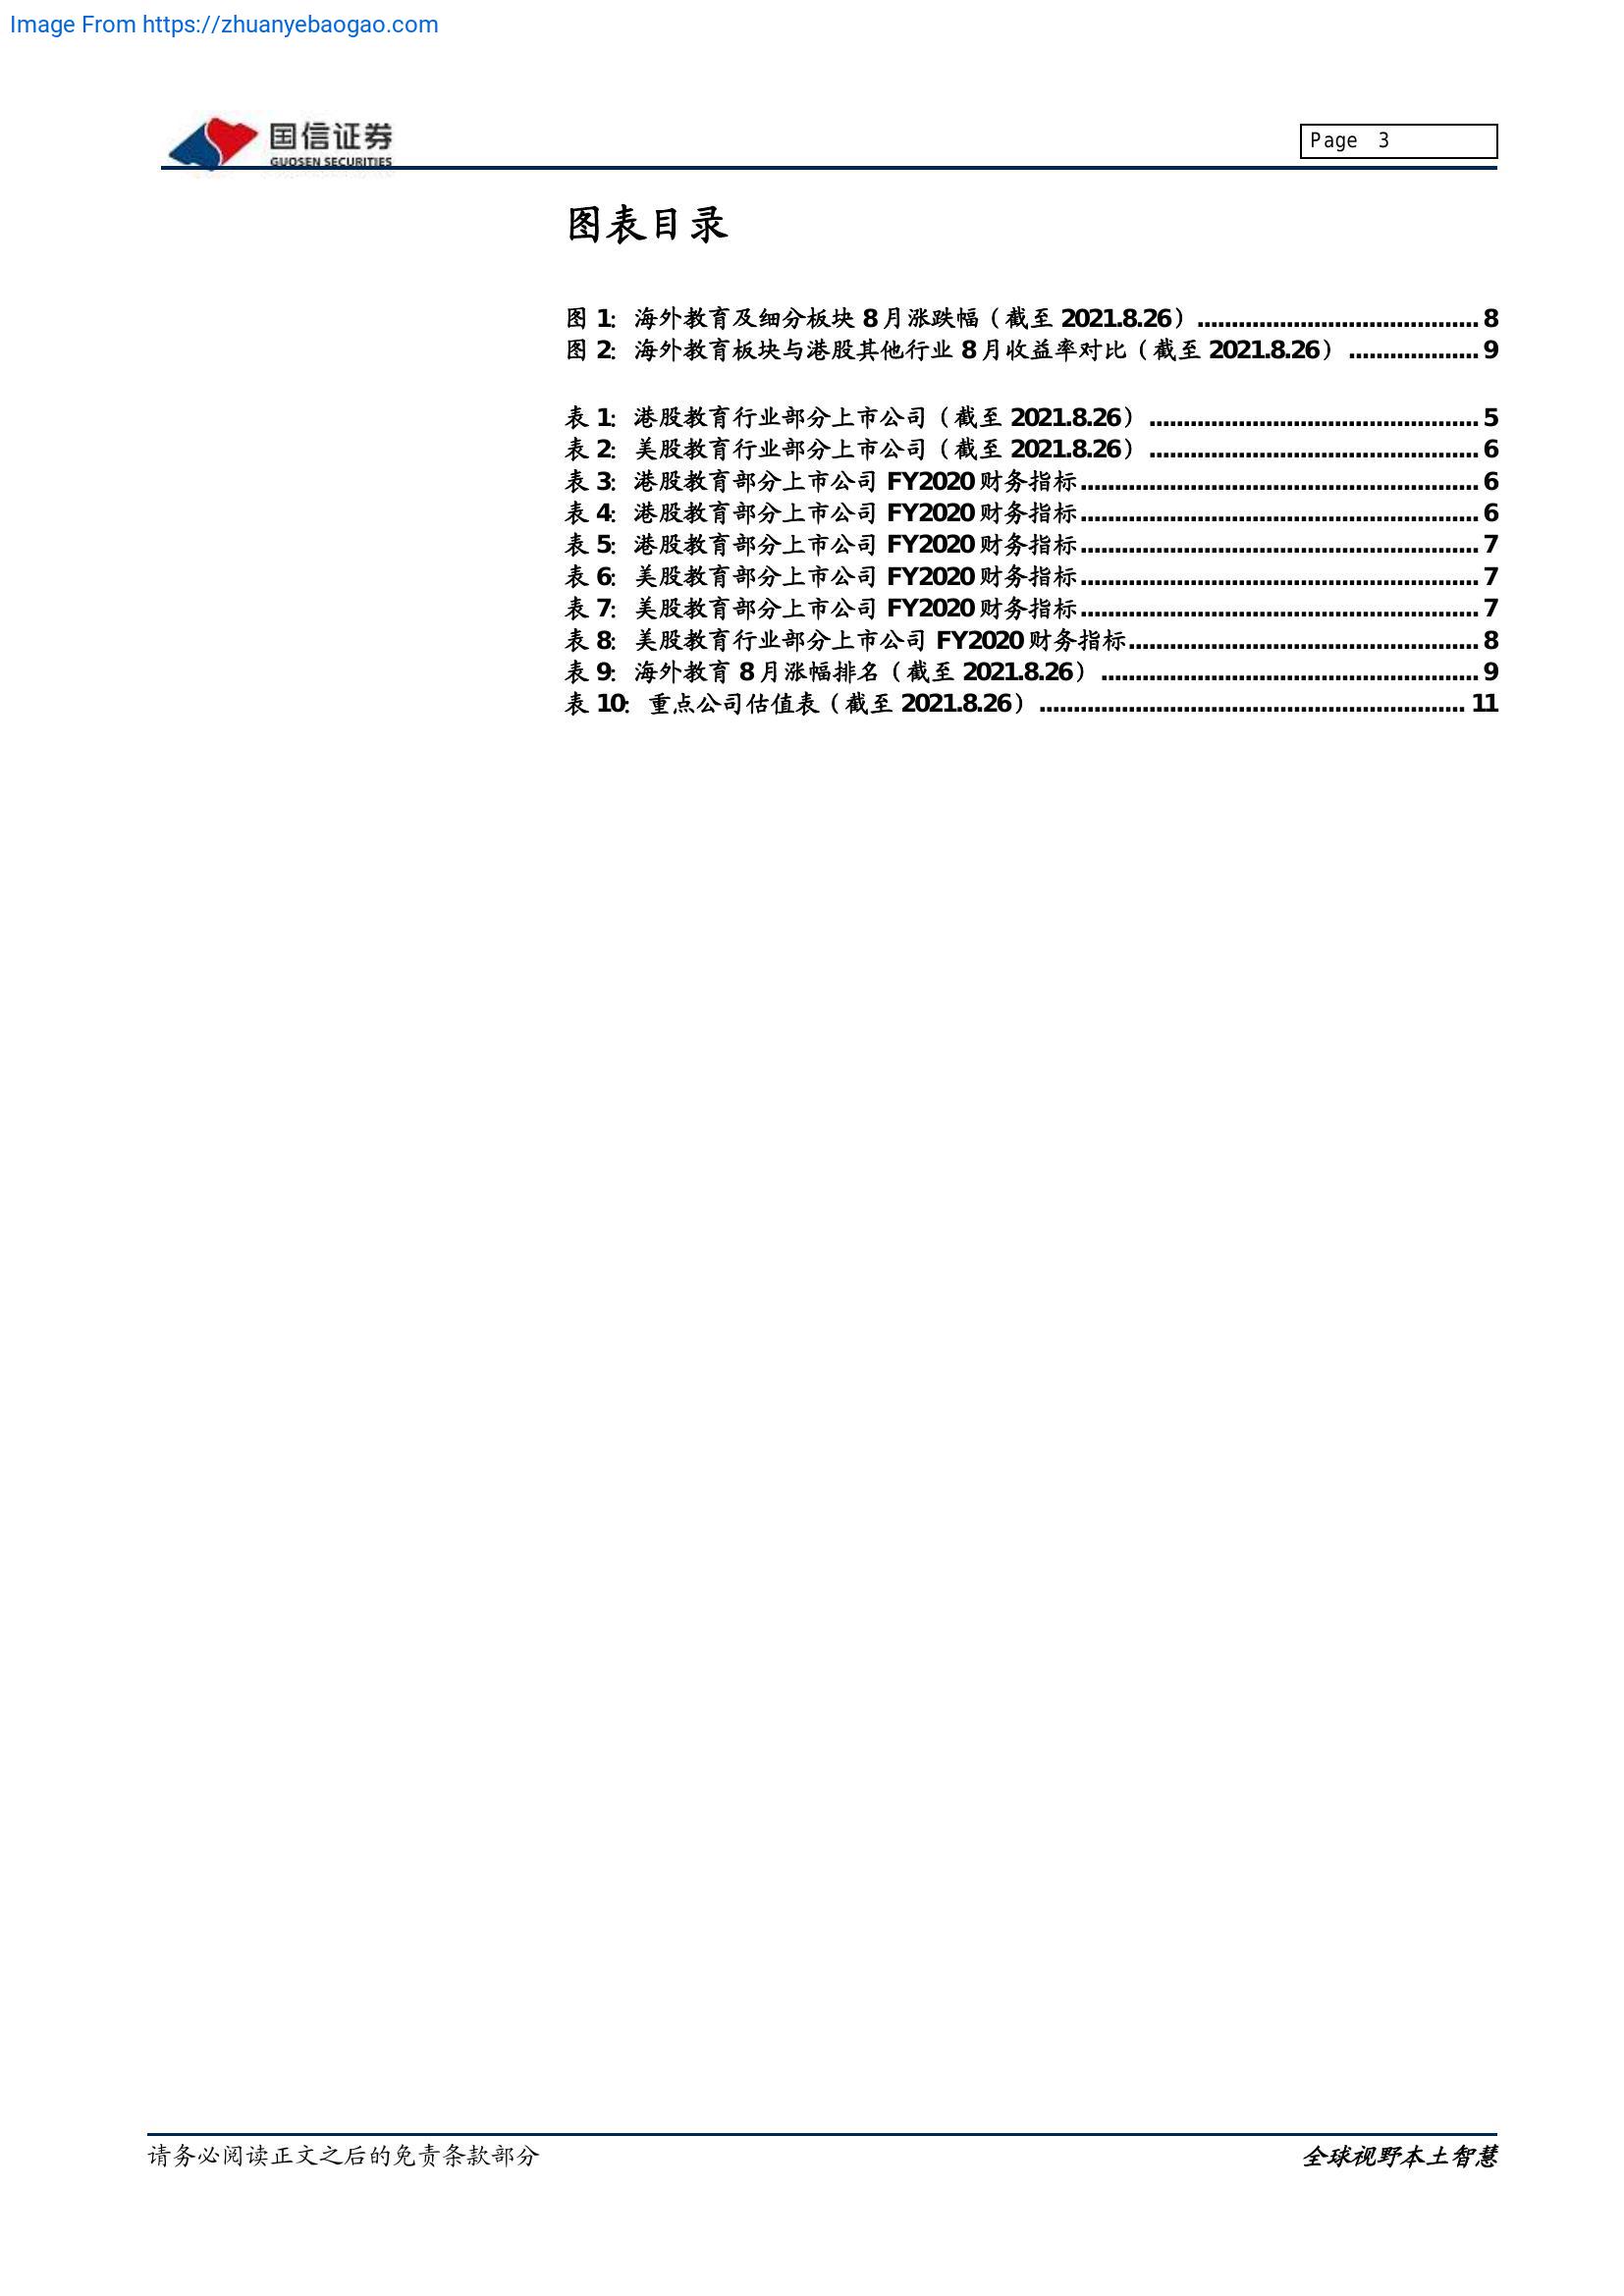 Image From https://zhuanyebaogao.com
国信证券
GUOSEN SECURITIES
Page 3
图表目录
图 1：海外教育及细分板块 8 月涨跌幅（截至 2021.8.26）........................................8
图 2：海外教育板块与港股其他行业 8 月收益率对比（截至 2021.8.26）...................9
表 1：港股教育行业部分上市公司（截至 2021.8.26）................................................5
表 2：美股教育行业部分上市公司（截至 2021.8.26）................................................6
表 3：港股教育部分上市公司 FY2020 财务指标..........................................................6
表 4：港股教育部分上市公司 FY2020 财务指标..........................................................6
表 5：港股教育部分上市公司 FY2020 财务指标..........................................................7
表 6：美股教育部分上市公司 FY2020 财务指标..........................................................7
表 7：美股教育部分上市公司 FY2020 财务指标..........................................................7
表 8：美股教育行业部分上市公司 FY2020 财务指标...................................................8
表 9：海外教育 8 月涨幅排名（截至 2021.8.26）.......................................................9
表 10：重点公司估值表（截至 2021.8.26）..............................................................11
请务必阅读正文之后的免责条款部分
全球视野本土智慧